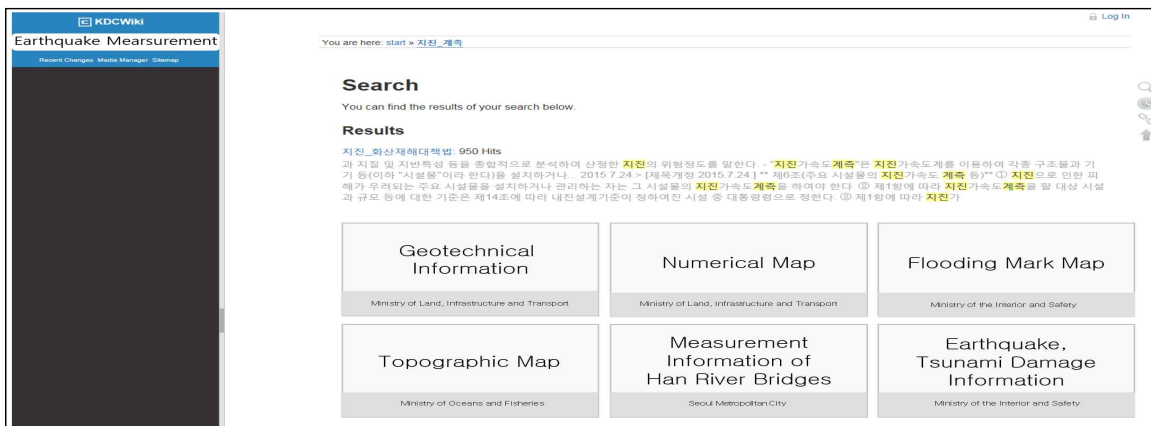 KDCWiki
Earthquake Mearsurement
Recent Changes Media Manager Sitemap
Log In
You are here: start » 지진_계측
Search
You can find the results of your search below.
Results
지진_화산재해대책법: 950 Hits
과 지질 및 지반특성 등을 종합적으로 분석하여 산정한 지진의 위험정도를 말한다. - "지진가속도계측"은 지진가속도계를 이용하여 각종 구조물과 기
기 등(이하 "시설물"이라 한다)을 설치하거나... 2015.7.24.> [제목개정 2015.7.24.] ** 제6조(주요 시설물의 지진가속도 계측 등)** ① 지진으로 인한 피
해가 우려되는 주요 시설물을 설치하거나 관리하는 자는 그 시설물의 지진가속도계측을 하여야 한다. ② 제1항에 따라 지진가속도계측을 할 대상 시설
과 규모 등에 대한 기준은 제14조에 따라 내진설계기준이 정하여진 시설 중 대통령령으로 정한다. ③ 제1항에 따라 지진가
Geotechnical
Information
Ministry of Land, Infrastructure and Transport
Numerical Map
Ministry of Land, Infrastructure and Transport
Flooding Mark Map
Ministry of the Interior and Safety
Topographic Map
Ministry of Oceans and Fisheries
Measurement
Information of
Han River Bridges
Seoul Metropolitan City
Earthquake,
Tsunami Damage
Information
Ministry of the Interior and Safety